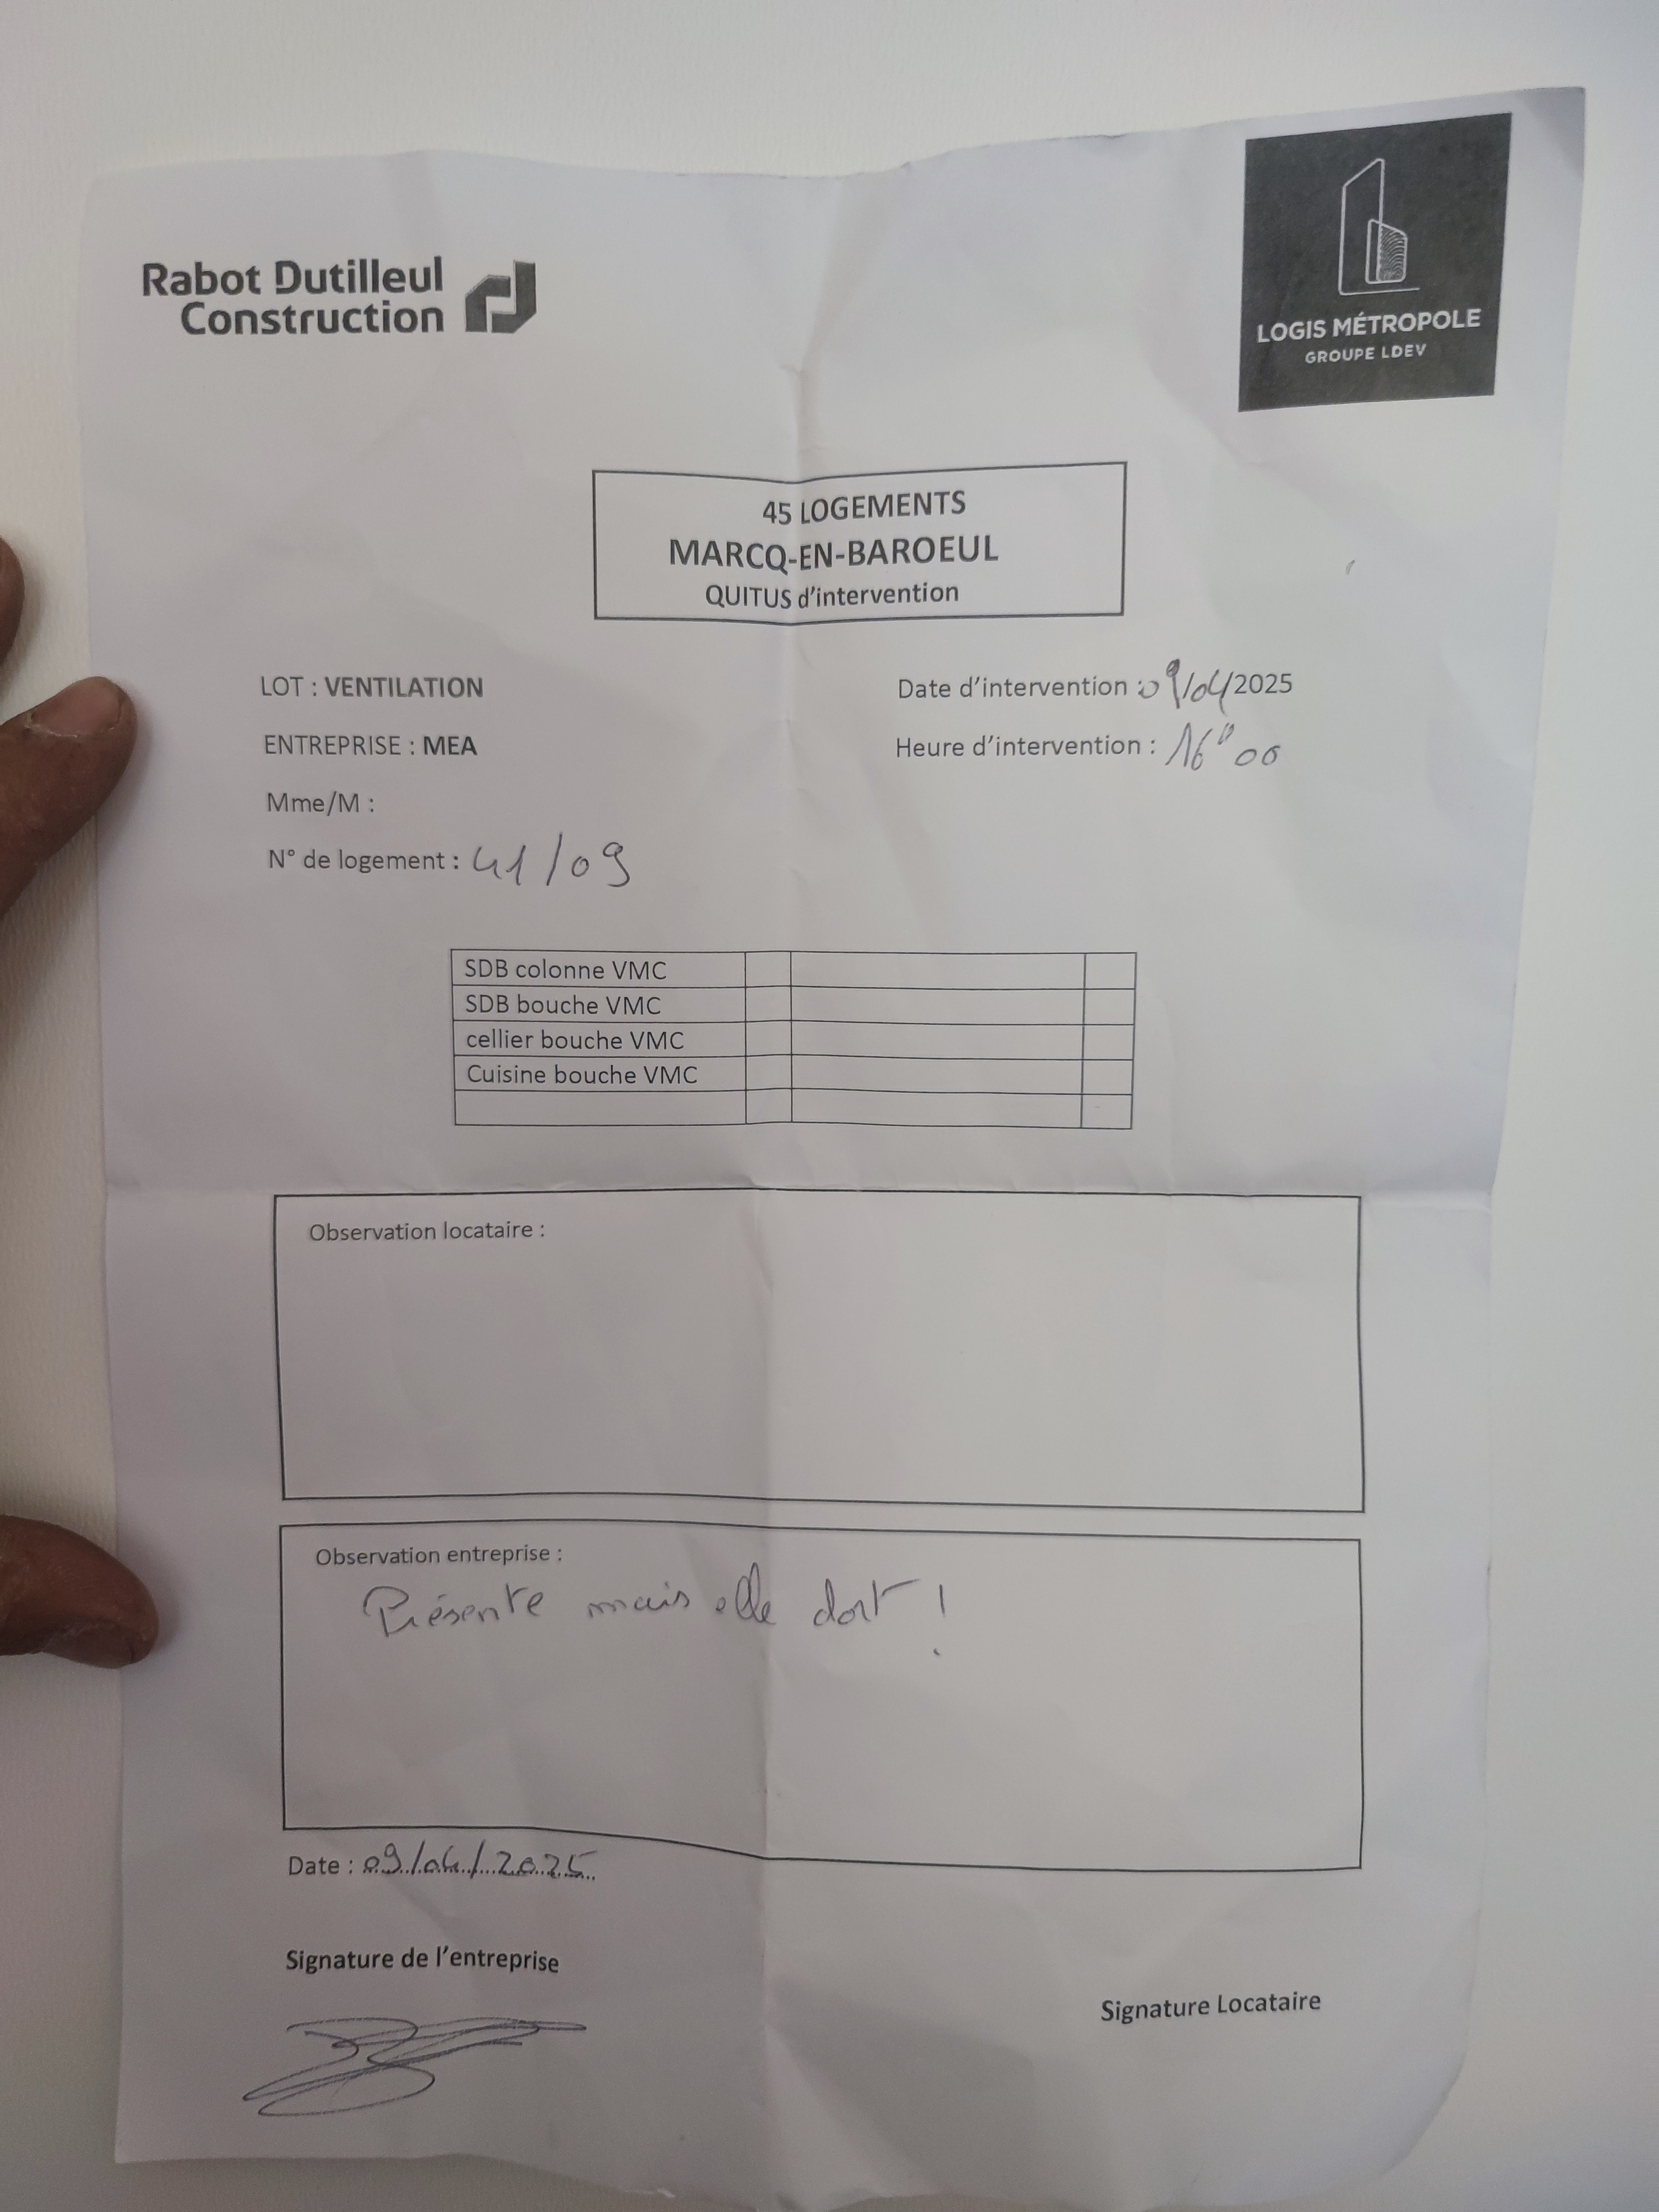 Rabot Dutilleul
Construction
LOGIS MÉTROPOLE
GROUPE LDEV
45 LOGEMENTS
MARCQ-EN-BAROEUL
QUITUS d'intervention
LOT : VENTILATION
Date d'intervention : 09/04/2025
ENTREPRISE : MEA
Heure d'intervention : 16h00
Mme/M :
N° de logement : 41/09
SDB colonne VMC
SDB bouche VMC
cellier bouche VMC
Cuisine bouche VMC
Observation locataire :
Observation entreprise :
Présente mais elle dort !
Date : 09/04/2025
Signature de l'entreprise
Signature Locataire